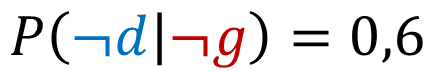 P(¬d|¬g) = 0,6